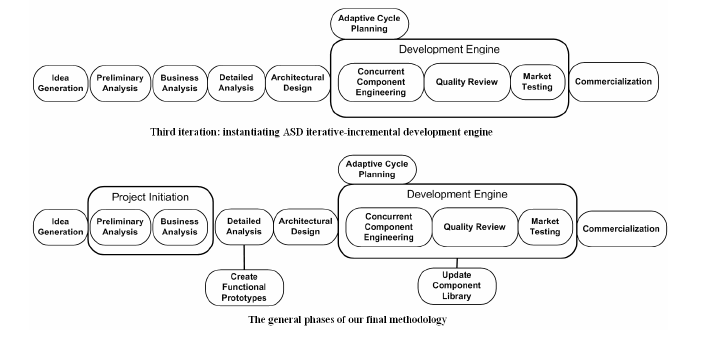 Adaptive Cycle
Planning
Development Engine
Idea
Generation
Preliminary
Analysis
Business
Analysis
Detailed
Analysis
Architectural
Design
Concurrent
Component
Engineering
Quality Review
Market
Testing
Commercialization
Third iteration: instantiating ASD iterative-incremental development engine
Adaptive Cycle
Planning
Project Initiation
Development Engine
Idea
Generation
Preliminary
Analysis
Business
Analysis
Detailed
Analysis
Architectural
Design
Concurrent
Component
Engineering
Quality Review
Market
Testing
Commercialization
Create
Functional
Prototypes
Update
Component
Library
The general phases of our final methodology